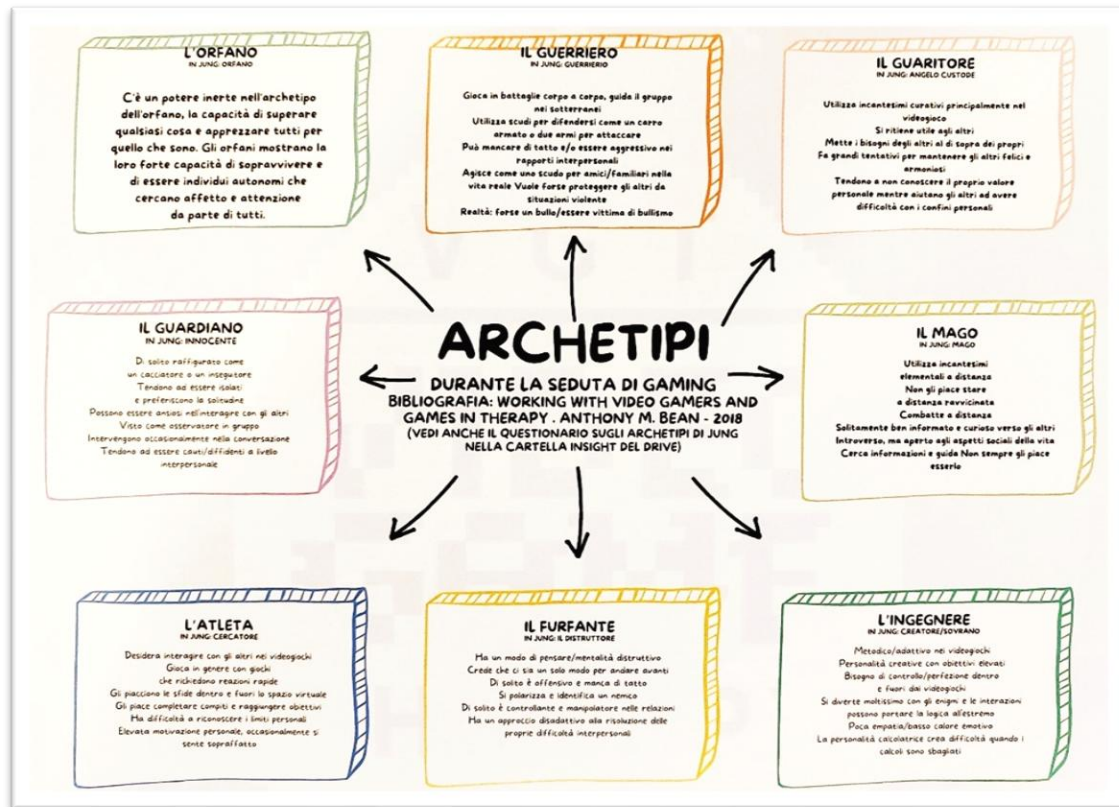 L'ORFANO
IN JUNG: ORFANO
C'è un potere inerte nell'archetipo
dell'orfano, la capacità di superare
qualsiasi cosa e apprezzare tutti per
quello che sono. Gli orfani mostrano la
loro forte capacità di sopravvivere e
di essere individui autonomi che
cercano affetto e attenzione
da parte di tutti.
IL GUERRIERO
IN JUNG: GUERRIERIO
Gioca in battaglie corpo a corpo, guida il gruppo
nei sotterranei
Utilizza scudi per difendersi come un carro
armato o due armi per attaccare
Può mancare di tatto e/o essere aggressivo nei
rapporti interpersonali
Agisce come uno scudo per amici/familiari nella
vita reale Vuole forse proteggere gli altri da
situazioni violente
Realtà: forse un bullo/essere vittima di bullismo
IL GUARITORE
IN JUNG: ANGELO CUSTODE
Utilizza incantesimi curativi principalmente nel
videogioco
Si ritiene utile agli altri
Mette i bisogni degli altri al di sopra dei propri
Fa grandi tentativi per mantenere gli altri felici e
armoniosi
Tendono a non conoscere il proprio valore
personale mentre aiutano gli altri ad avere
difficoltà con i confini personali
IL GUARDIANO
IN JUNG: INNOCENTE
Di solito raffigurato come
un cacciatore o un inseguitore
Tendono ad essere isolati
e preferiscono la solitudine
Possono essere ansiosi nell'interagire con gli altri
Visto come osservatore in gruppo
Intervengono occasionalmente nella conversazione
Tendono ad essere cauti/diffidenti a livello
interpersonale
ARCHETIPI
DURANTE LA SEDUTA DI GAMING
BIBLIOGRAFIA: WORKING WITH VIDEO GAMERS AND
GAMES IN THERAPY . ANTHONY M. BEAN - 2018
(VEDI ANCHE IL QUESTIONARIO SUGLI ARCHETIPI DI JUNG
NELLA CARTELLA INSIGHT DEL DRIVE)
IL MAGO
IN JUNG: MAGO
Utilizza incantesimi
elementali a distanza
Non gli piace stare
a distanza ravvicinata
Combatte a distanza
Solitamente ben informato e curioso verso gli altri
Introverso, ma aperto agli aspetti sociali della vita
Cerca informazioni e guida Non sempre gli piace
esserlo
L'ATLETA
IN JUNG: CERCATORE
Desidera interagire con gli altri nei videogiochi
Gioca in genere con giochi
che richiedono reazioni rapide
Gli piacciono le sfide dentro e fuori lo spazio virtuale
Gli piace completare compiti e raggiungere obiettivi
Ha difficoltà a riconoscere i limiti personali
Elevata motivazione personale, occasionalmente si
sente sopraffatto
IL FURFANTE
IN JUNG: IL DISTRUTTORE
Ha un modo di pensare/mentalità distruttivo
Crede che ci sia un solo modo per andare avanti
Di solito è offensivo e manca di tatto
Si polarizza e identifica un nemico
Di solito è controllante e manipolatore nelle relazioni
Ha un approccio disadattivo alla risoluzione delle
proprie difficoltà interpersonali
L'INGEGNERE
IN JUNG: CREATORE/SOVRANO
Metodico/adattivo nei videogiochi
Personalità creative con obiettivi elevati
Bisogno di controllo/perfezione dentro
e fuori dai videogiochi
Si diverte moltissimo con gli enigmi e le interazioni
possono portare la logica all'estremo
Poca empatia/basso calore emotivo
La personalità calcolatrice crea difficoltà quando i
calcoli sono sbagliati